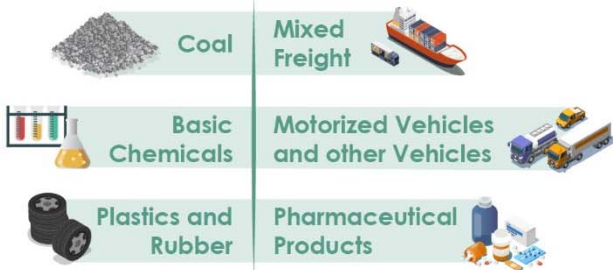 Coal
Mixed
Freight
Basic
Chemicals
Motorized Vehicles
and other Vehicles
Plastics and
Rubber
Pharmaceutical
Products